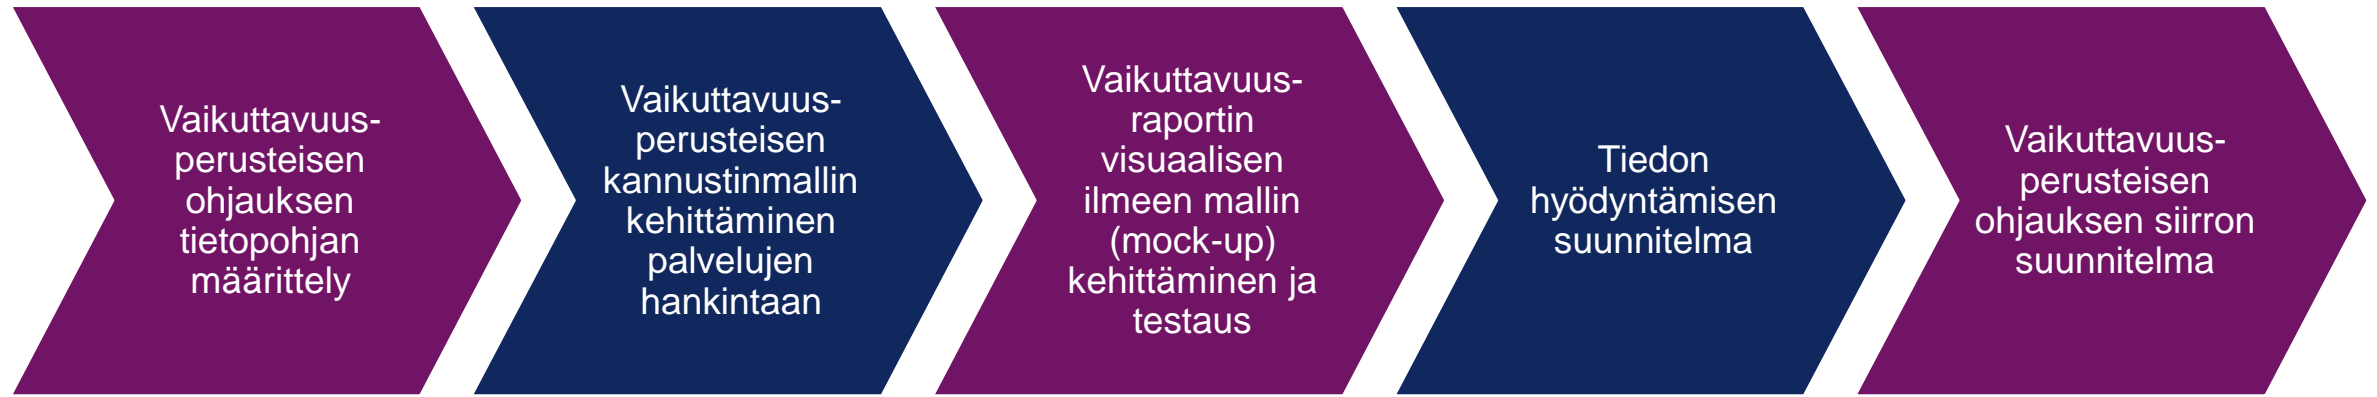 Vaikuttavuus-
perusteisen
ohjauksen
tietopohjan
määrittely
Vaikuttavuus-
perusteisen
kannustinmallin
kehittäminen
palvelujen
hankintaan
Vaikuttavuus-
raportin
visuaalisen
ilmeen mallin
(mock-up)
kehittäminen ja
testaus
Tiedon
hyödyntämisen
suunnitelma
Vaikuttavuus-
perusteisen
ohjauksen siirron
suunnitelma